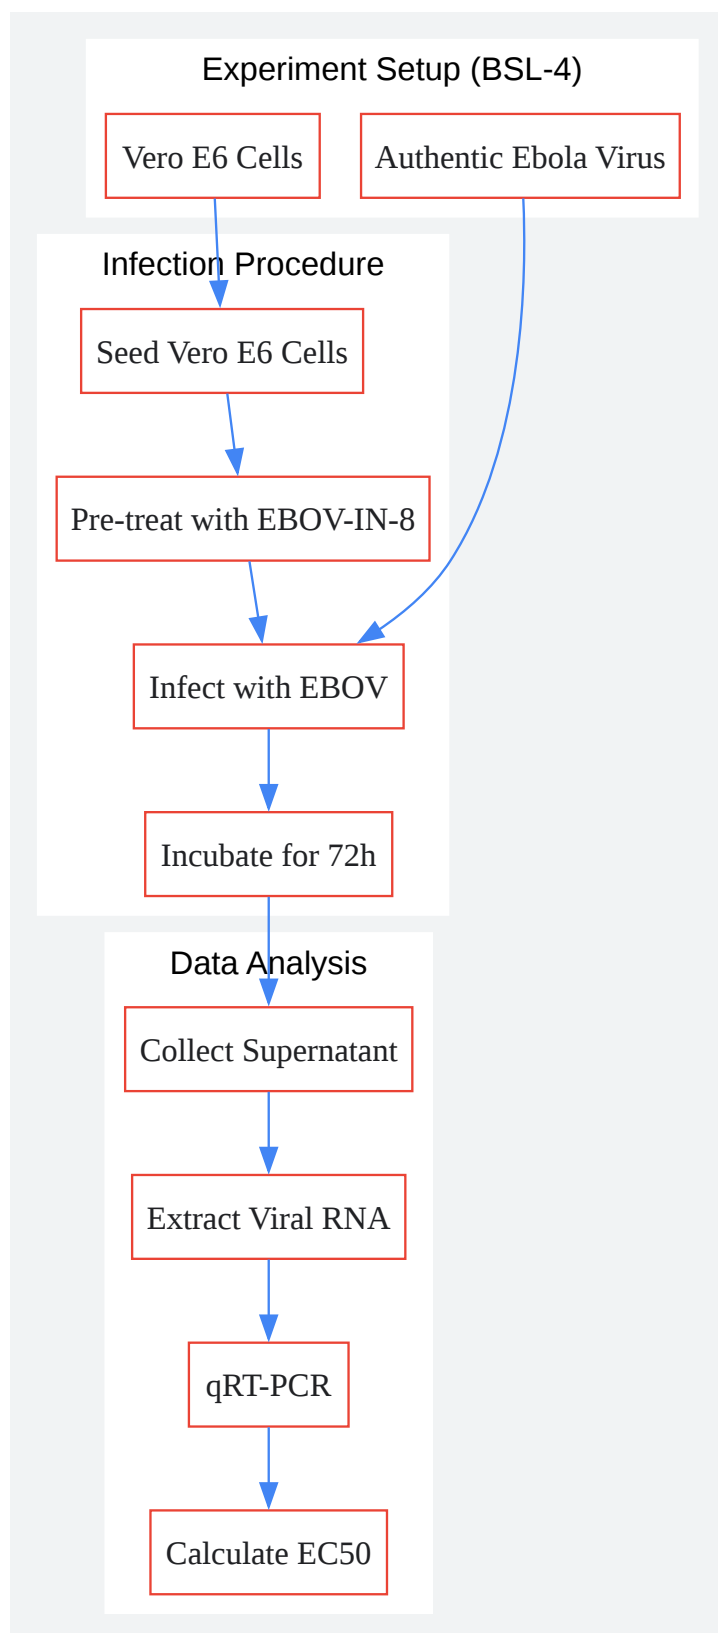 Experiment Setup (BSL-4)
Vero E6 Cells
Authentic Ebola Virus
Infection Procedure
Seed Vero E6 Cells
Pre-treat with EBOV-IN-8
Infect with EBOV
Incubate for 72h
Data Analysis
Collect Supernatant
Extract Viral RNA
qRT-PCR
Calculate EC50